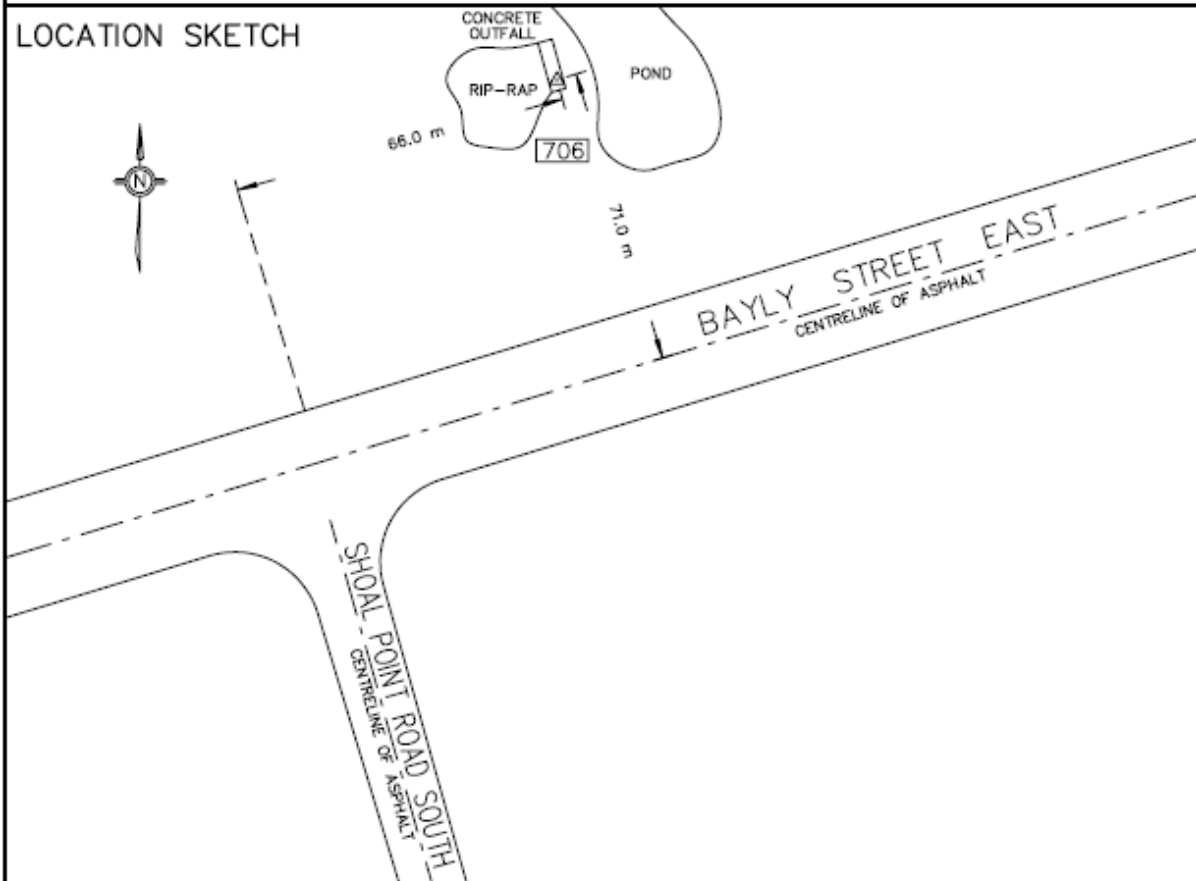 LOCATION SKETCH
CONCRETE
OUTFALL
RIP-RAP
POND
66.0 m
706
N
71.0 m
BAYLY STREET EAST
CENTRELINE OF ASPHALT
SHOAL POINT ROAD SOUTH
CENTRELINE OF ASPHALT